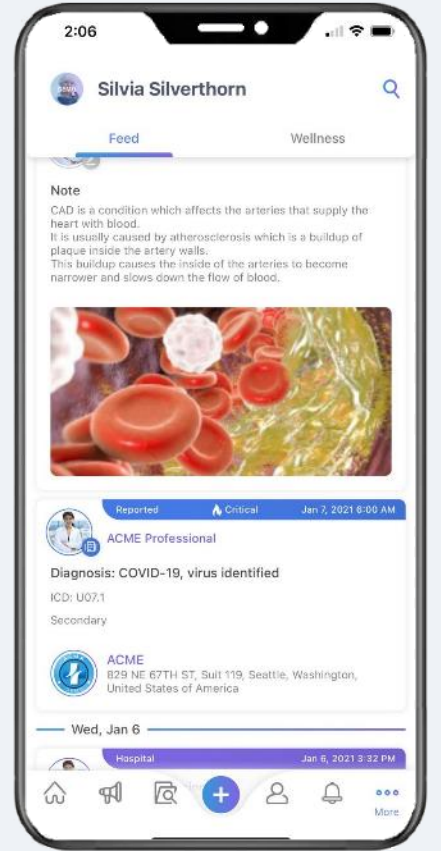 2:06
Silvia Silverthorn
Feed
Wellness
Note
CAD is a condition which affects the arteries that supply the
heart with blood.
It is usually caused by atherosclerosis which is a buildup of
plaque inside the artery walls.
This buildup causes the inside of the arteries to become
narrower and slows down the flow of blood.
Reported
Critical
Jan 7, 2021 6:00 AM
ACME Professional
Diagnosis: COVID-19, virus identified
ICD: U07.1
Secondary
ACME
829 NE 67TH ST, Suit 119, Seattle, Washington,
United States of America
Wed, Jan 6
Hospital
Jan 6, 2021 3:32 PM
More